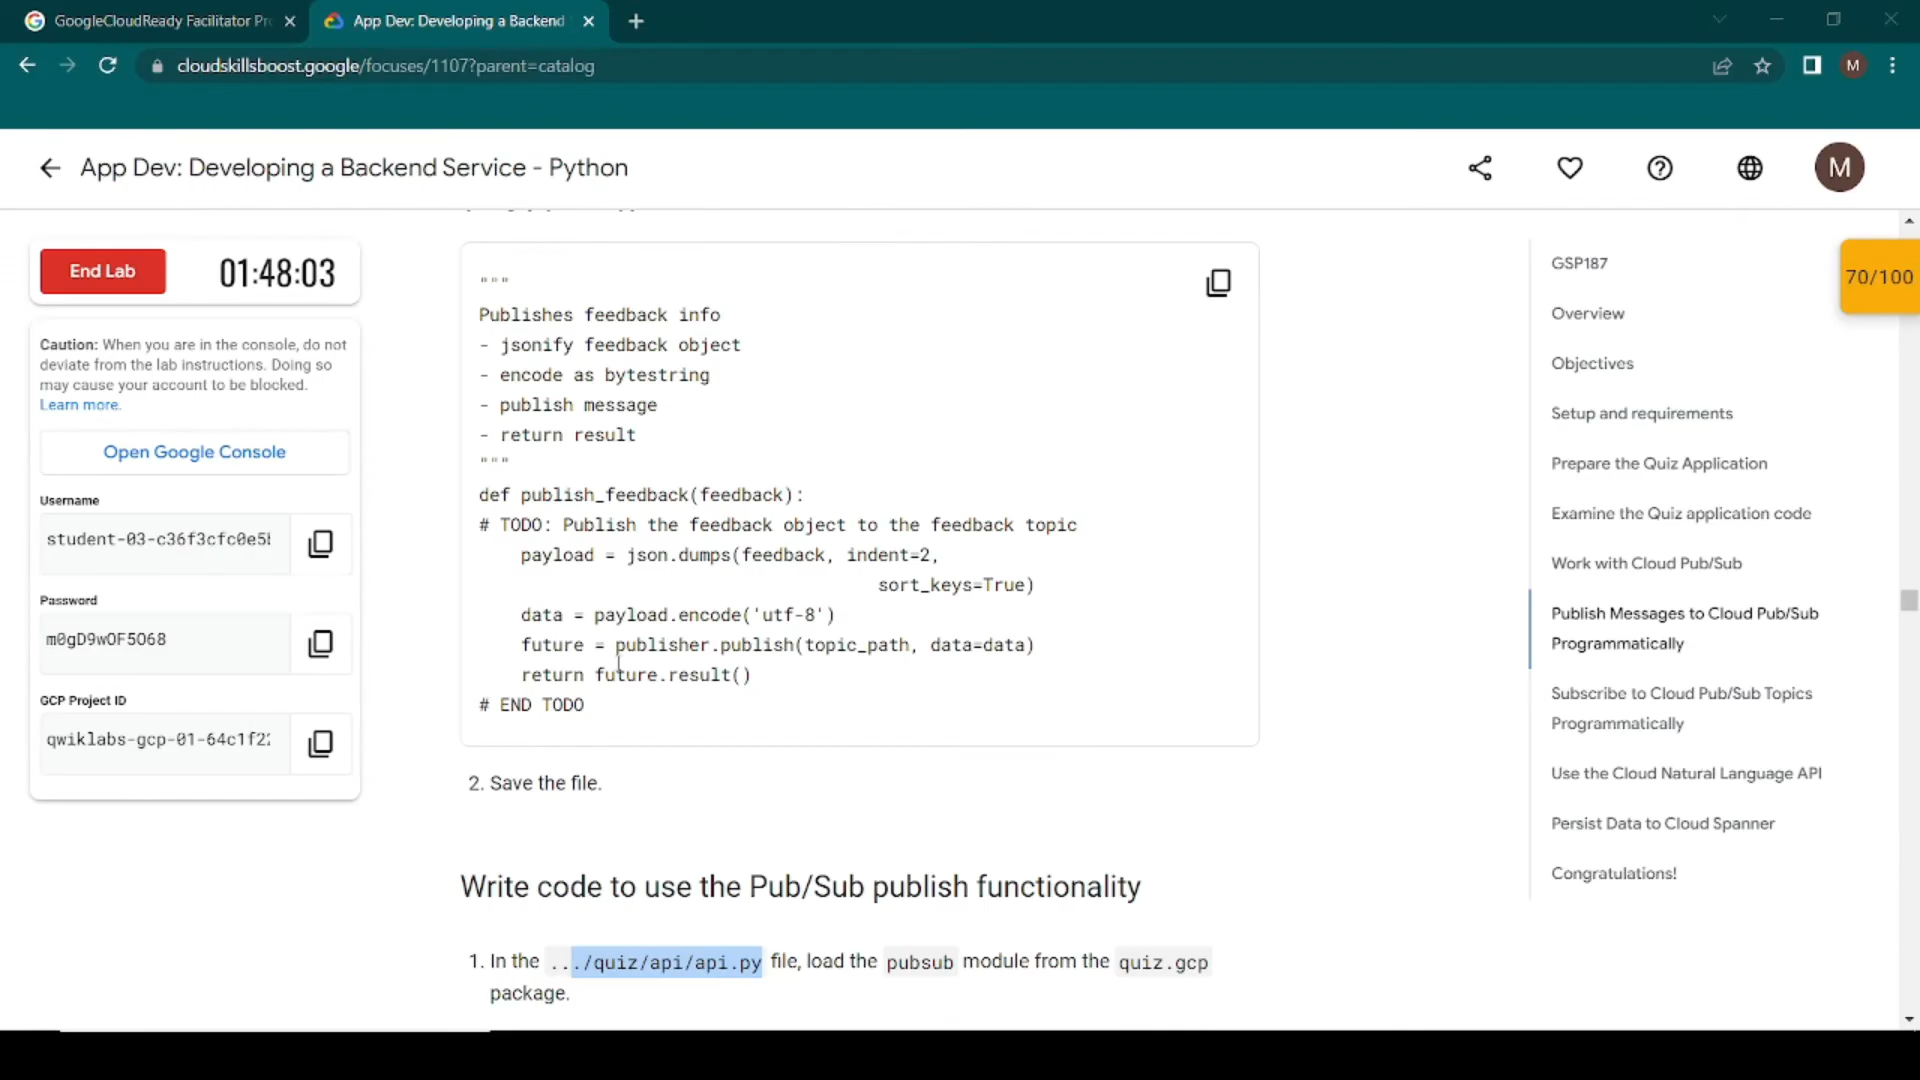 GoogleCloudReady Facilitator Pro
App Dev: Developing a Backend
cloudskillsboost.google/focuses/1107?parent=catalog
M
App Dev: Developing a Backend Service - Python
M
End Lab
01:48:03
Caution: When you are in the console, do not
deviate from the lab instructions. Doing so
may cause your account to be blocked.
Learn more.
Open Google Console
Username
student-03-c36f3cfc0e5b
Password
m0gD9wOF5O68
GCP Project ID
qwiklabs-gcp-01-64c1f22
"""
Publishes feedback info
- jsonify feedback object
- encode as bytestring
- publish message
- return result
"""
def publish_feedback(feedback):
# TODO: Publish the feedback object to the feedback topic
payload = json.dumps(feedback, indent=2,
sort_keys=True)
data = payload.encode('utf-8')
future = publisher.publish(topic_path, data=data)
return future.result()
# END TODO
2. Save the file.
Write code to use the Pub/Sub publish functionality
1. In the .../quiz/api/api.py file, load the pubsub module from the quiz.gcp
package.
GSP187
Overview
Objectives
Setup and requirements
Prepare the Quiz Application
Examine the Quiz application code
Work with Cloud Pub/Sub
Publish Messages to Cloud Pub/Sub
Programmatically
Subscribe to Cloud Pub/Sub Topics
Programmatically
Use the Cloud Natural Language API
Persist Data to Cloud Spanner
Congratulations!
70/100